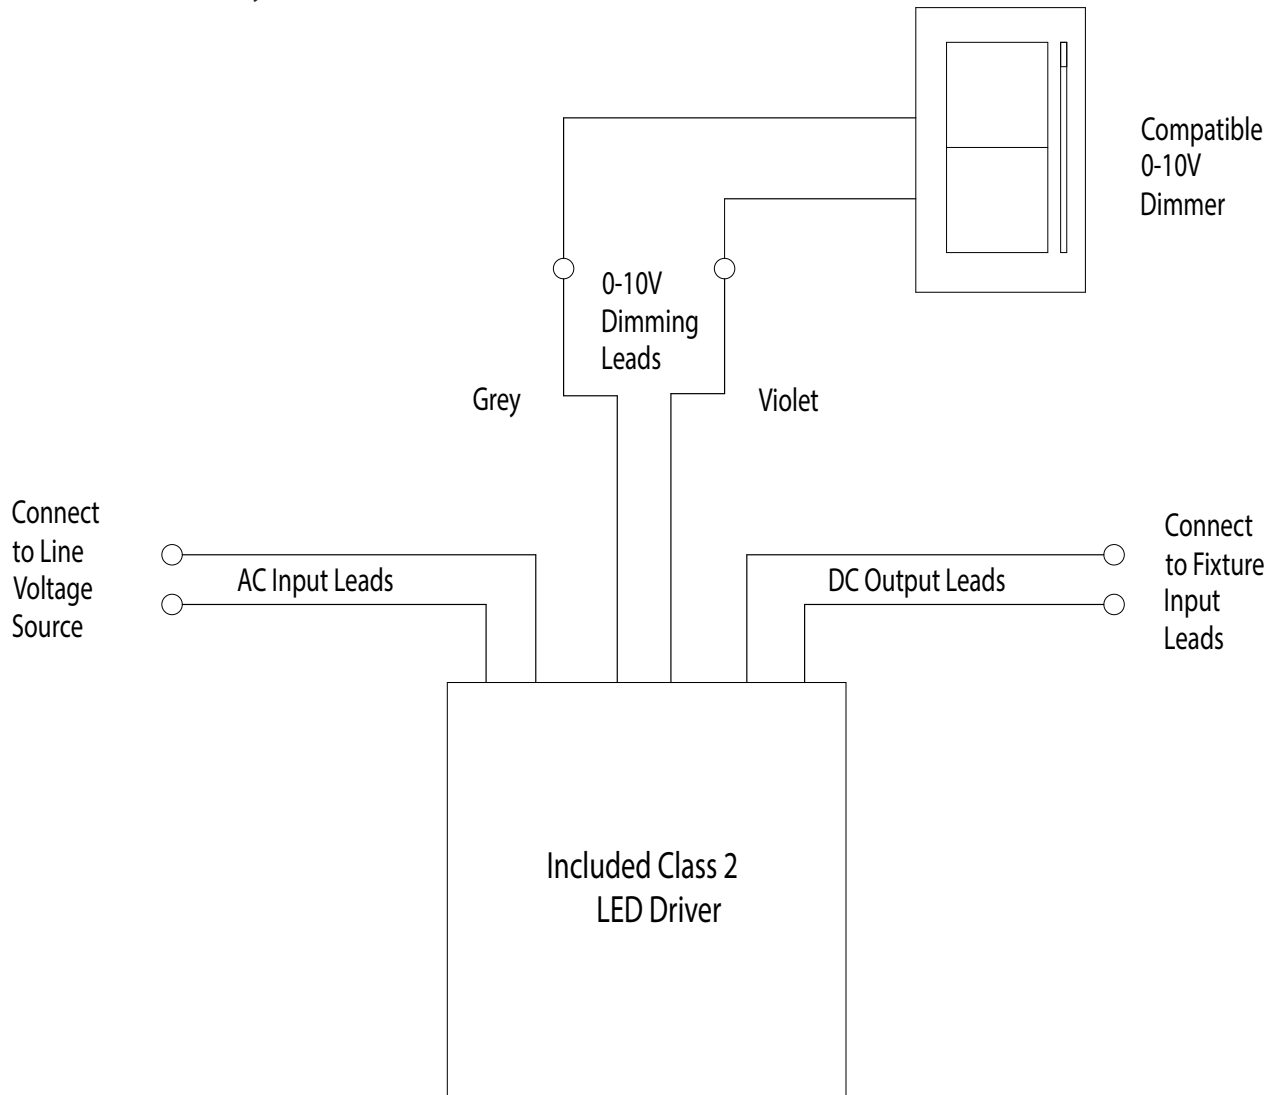 Compatible
0-10V
Dimmer
0-10V
Dimming
Leads
Grey
Violet
Connect
to Line
Voltage
Source
AC Input Leads
DC Output Leads
Connect
to Fixture
Input
Leads
Included Class 2
LED Driver